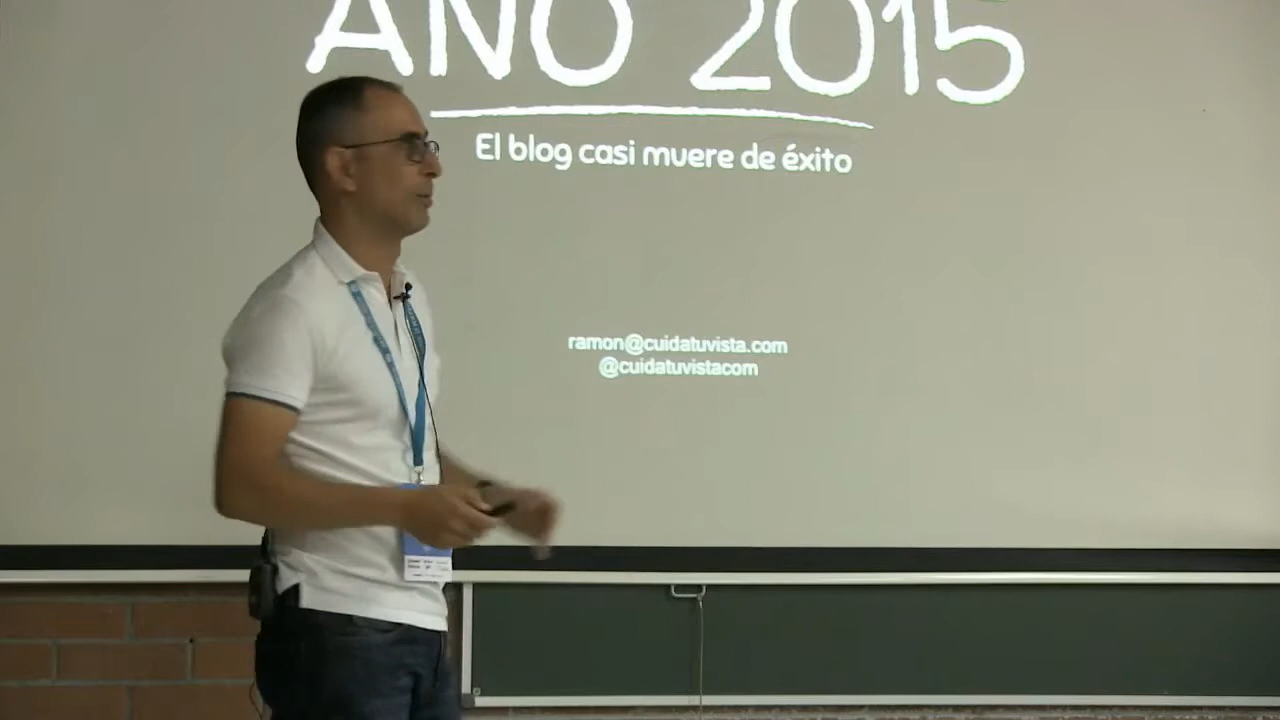 AÑO 2015
El blog casi muere de éxito
ramon@cuidatuvista.com
@cuidatuvistacom